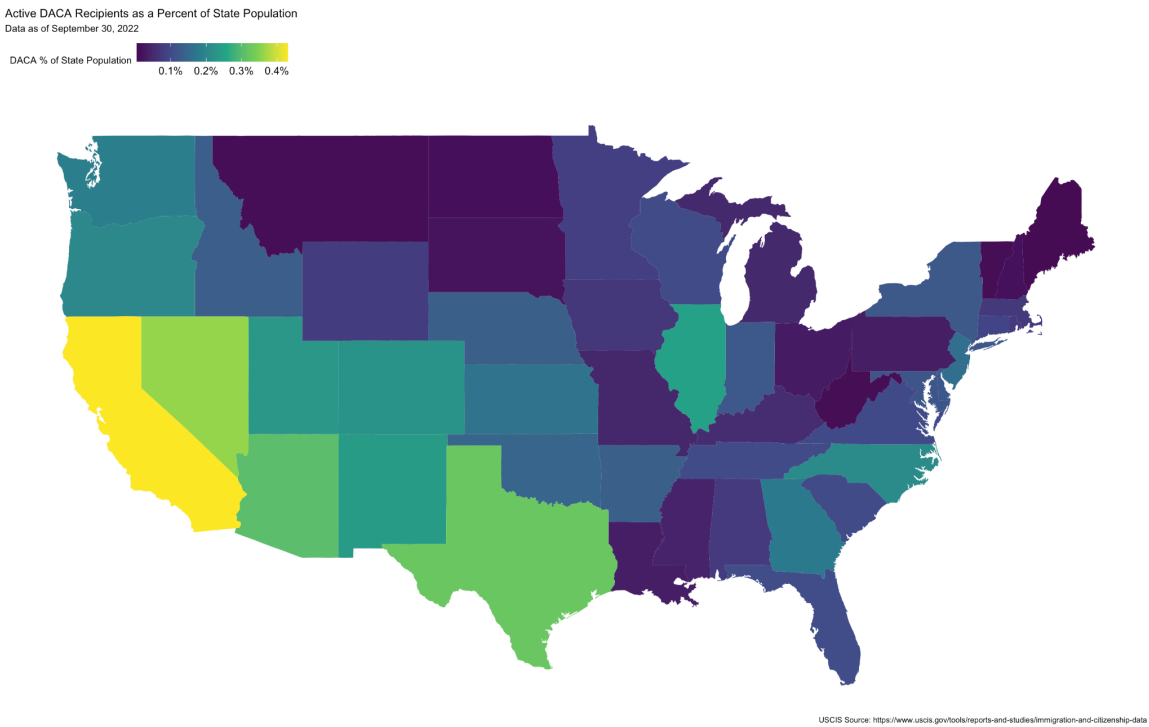 Active DACA Recipients as a Percent of State Population
Data as of September 30, 2022
DACA % of State Population
0.1% 0.2% 0.3% 0.4%
USCIS Source: https://www.uscis.gov/tools/reports-and-studies/immigration-and-citizenship-data